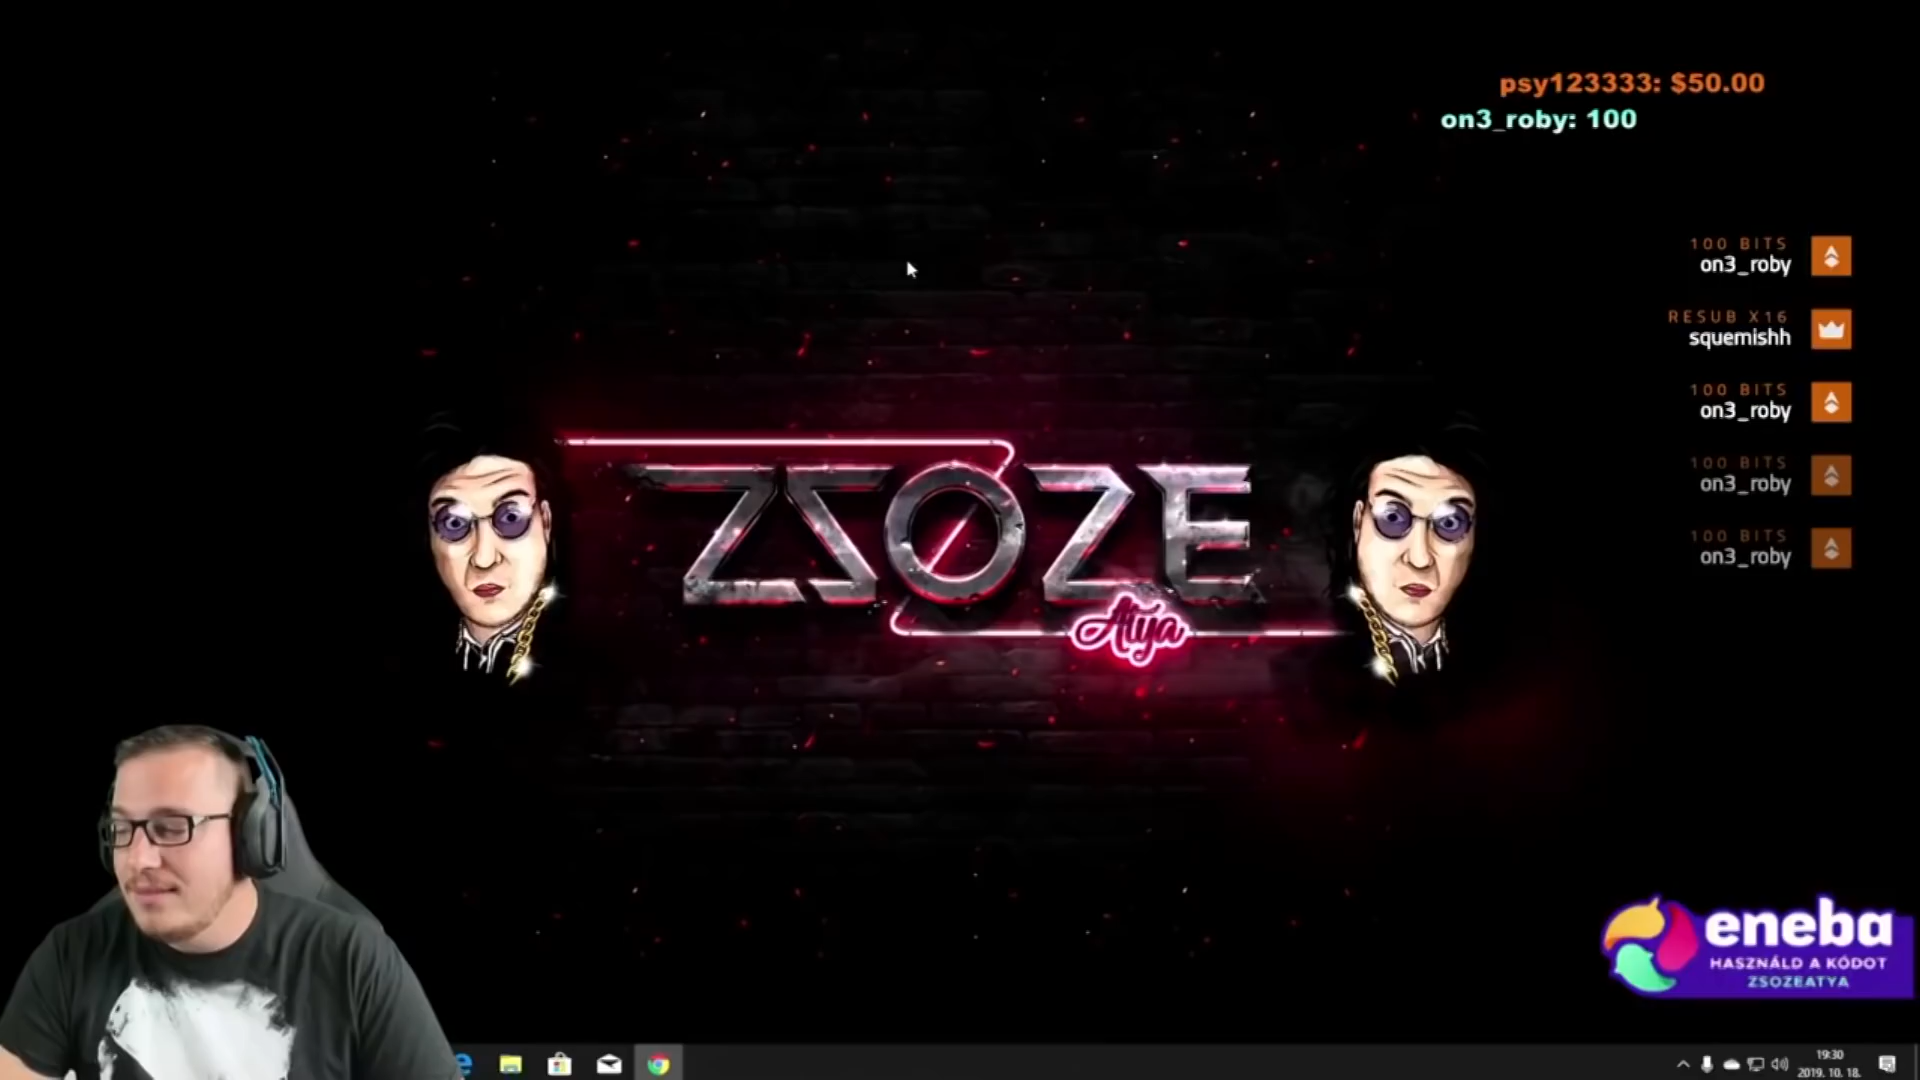 psy123333: $50.00
on3_roby: 100
100 BITS
on3_roby
RESUB X16
squemishh
100 BITS
on3_roby
100 BITS
on3_roby
100 BITS
on3_roby
ZSOZE
Atya
eneba
HASZNÁLD A KÓDOT
ZSOZEATYA
19:30
2019. 10. 18.